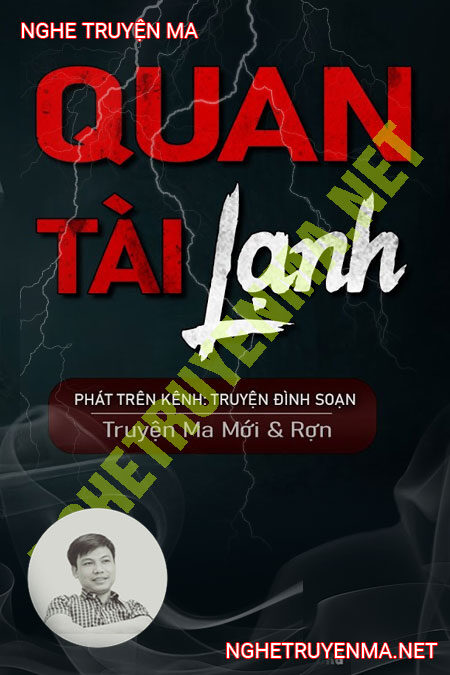 NGHE TRUYỆN MA
QUAN
TÀI Lạnh
NGHETRUYENMA.NET
PHÁT TRÊN KÊNH: TRUYỆN ĐÌNH SOẠN
Truyện Ma Mới & Rợn
NGHETRUYENMA.NET